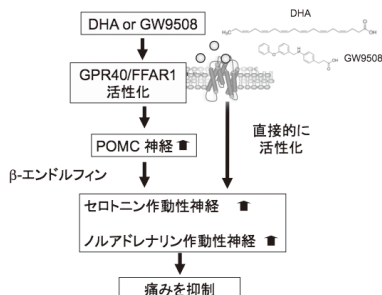 DHA or GW9508
DHA
H₃C
OH
GW9508
GPR40/FFAR1
活性化
直接的に
活性化
POMC 神経
β-エンドルフィン
セロトニン作動性神経
ノルアドレナリン作動性神経
痛みを抑制